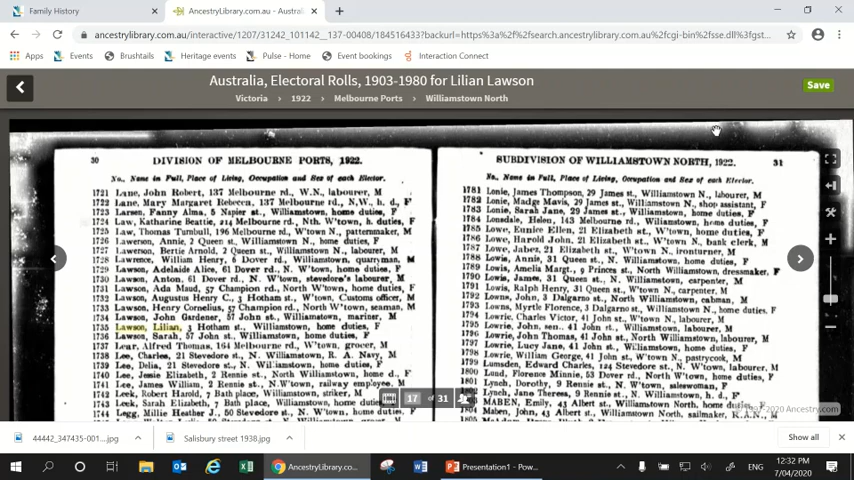 Family History
AncestryLibrary.com.au - Austral
ancestrylibrary.com.au/interactive/1207/31242_101142__137-00408/184516433?backurl=https%3a%2f%2fsearch.ancestrylibrary.com.au%2fcgi-bin%2fsse.dll%3fgst...
Apps Events Brushtails Heritage events Pulse - Home Event bookings Interaction Connect
Australia, Electoral Rolls, 1903-1980 for Lilian Lawson
Save
Victoria > 1922 > Melbourne Ports > Williamstown North
30 DIVISION OF MELBOURNE PORTS, 1922.
No., Name in Full, Place of Living, Occupation and Sex of each Elector.
1721 Lane, John Robert, 137 Melbourne rd., W.N., labourer, M
1722 Lane, Mary Margaret Rebecca, 137 Melbourne rd., N.W., h. d., F
1723 Larsen, Fanny Alma, 5 Napier st., Williamstown, home duties, F
1724 Law, Katharine Beattie, 214 Melbourne rd., Nth. W'town, h. duties, F
1725 Law, Thomas Turnbull, 196 Melbourne rd., W'town N., patternmaker, M
1726 Lawerson, Annie, 2 Queen st., Williamstown N., home duties, F
1727 Lawerson, Bertie Arnold, 2 Queen st., Williamstown N., labourer, M
1728 Lawrence, William Henry, 6 Dover rd., Williamstown, quarryman, M
1729 Lawson, Adelaide Alice, 61 Dover rd., N. W'town, home duties, F
1730 Lawson, Anton, 61 Dover rd., N. W'town, stevedore's labourer, M
1731 Lawson, Ada Maud, 57 Champion rd., North W'town, home duties, F
1732 Lawson, Augustus Henry C., 3 Hotham st., W'town, Customs officer, M
1733 Lawson, Henry Cornelius, 57 Champion rd., North W'town, seaman, M
1734 Lawson, John Gardener, 57 John st., Williamstown, mariner, M
1735 Lawson, Lilian, 3 Hotham st., Williamstown, home duties, F
1736 Lawson, Sarah, 57 John st., Williamstown, home duties, F
1737 Lear, Alfred Thomas, 164 Melbourne rd., W'town, grocer, M
1738 Lee, Charles, 21 Stevedore st., N. Williamstown, R. A. Navy, M
1739 Lee, Delia, 21 Stevedore st., N. Williamstown, home duties, F
1740 Lee, Jessie Elizabeth, 2 Rennie st., North Williamstown, home d., F
1741 Lee, James William, 2 Rennie st., N.W'town, railway employee, M
1742 Leek, Robert Harold, 7 Bath place, Williamstown, striker, M
1743 Leek, Sarah Elizabeth, 7 Bath place, Williamstown, home duties, F
1744 Legg, Millie Heather J., 50 Stevedore st., N. W'town, home duties, F
SUBDIVISION OF WILLIAMSTOWN NORTH, 1922. 31
No., Name in Full, Place of Living, Occupation and Sex of each Elector.
1781 Lonie, James Thompson, 29 James st., Williamstown N., labourer, M
1782 Lonie, Madge Mavis, 29 James st., Williamstown N., shop assistant, F
1783 Lonie, Sarah Jane, 29 James st., Williamstown N., home duties, F
1784 Lonsdale, Helen, 143 Melbourne rd., W'town N., home duties, F
1785 Lowe, Eunice Ellen, 21 Elizabeth st., W'town N., home duties, F
1786 Lowe, Harold John, 21 Elizabeth st., W'town N., bank clerk, M
1787 Lowe, Jabez, 21 Elizabeth st., W'town N., ironturner, M
1788 Lowis, Annie, 31 Queen st., N. Williamstown, home duties, F
1789 Lowis, Amelia Margt., 9 Princes st., North Williamstown, dressmaker, F
1790 Lowis, James, 31 Queen st., N. Williamstown, carpenter, M
1791 Lowis, Ralph Henry, 31 Queen st., W'town N., carpenter, M
1792 Lowns, John, 3 Dalgarno st., North Williamstown, cabman, M
1793 Lowns, Myrtle Florence, 3 Dalgarno st., N. W'town, home duties, F
1794 Lowrie, Charles Victor, 41 John st., W'town N., labourer, M
1795 Lowrie, John, sen., 41 John st., W'town N., labourer, M
1796 Lowrie, John Thomas, 41 John st., W'town N., labourer, M
1797 Lowrie, Lucy Jane, 41 John st., W'town N., home duties, F
1798 Lowrie, William George, 41 John st., W'town N., pastrycook, M
1799 Lumsden, Edward Charles, 124 Stevedore st., N. W'town, labourer, M
1800 Lund, Florence Minnie, 53 Dover rd., North W'town, home duties, F
1801 Lynch, Dorothy, 9 Rennie st., N. W'town, saleswoman, F
1802 Lynch, Jane Theresa, 9 Rennie st., N. W'town, h. d., F
1803 MABEN, Emily, 43 Albert st., N. Williamstown, home duties, F
1804 Maben, John, 43 Albert st., N. Williamstown, sailmaker, R.A.N., M
17 of 31
-2020 Ancestry.com
44442_347435-001....jpg
Salisbury street 1938.jpg
Show all
AncestryLibrary.co...
Presentation1 - Pow...
ENG
12:32 PM
7/04/2020